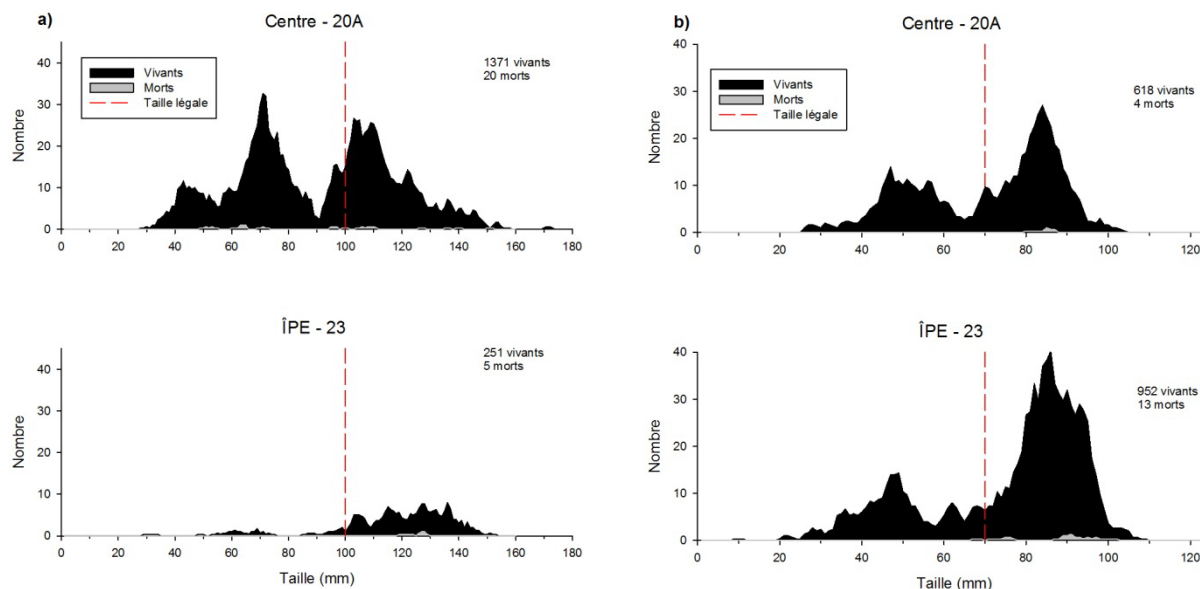 a)
Centre - 20A
Nombre
40
30
20
10
0
Vivants
Morts
Taille légale
1371 vivants
20 morts
0 20 40 60 80 100 120 140 160 180
ÎPE - 23
Nombre
40
30
20
10
0
251 vivants
5 morts
0 20 40 60 80 100 120 140 160 180
Taille (mm)
b)
Centre - 20A
Nombre
40
30
20
10
0
Vivants
Morts
Taille légale
618 vivants
4 morts
0 20 40 60 80 100 120
ÎPE - 23
Nombre
40
30
20
10
0
952 vivants
13 morts
0 20 40 60 80 100 120
Taille (mm)